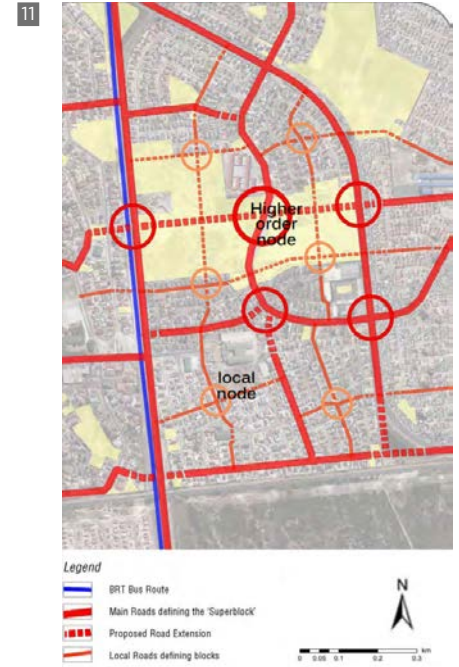 11
Higher
order
node
local
node
Legend
BRT Bus Route
Main Roads defining the 'Superblock'
Proposed Road Extension
Local Roads defining blocks
N
km
0 0.05 0.1 0.2 0.3